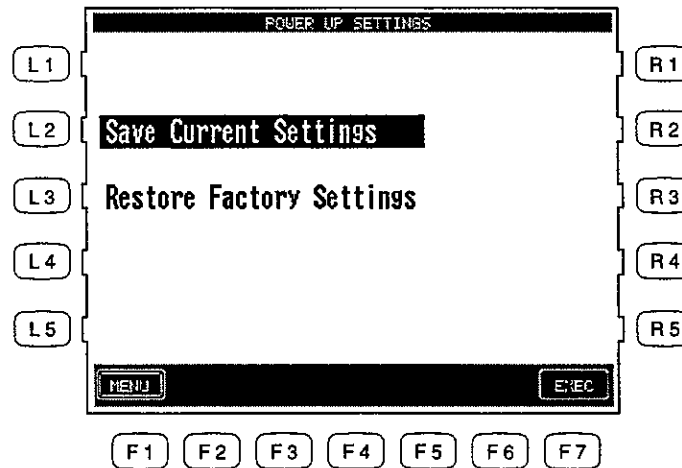 POWER UP SETTINGS
L1 R1
L2 Save Current Settings R2
L3 Restore Factory Settings R3
L4 R4
L5 R5
MENU EXEC
F1 F2 F3 F4 F5 F6 F7